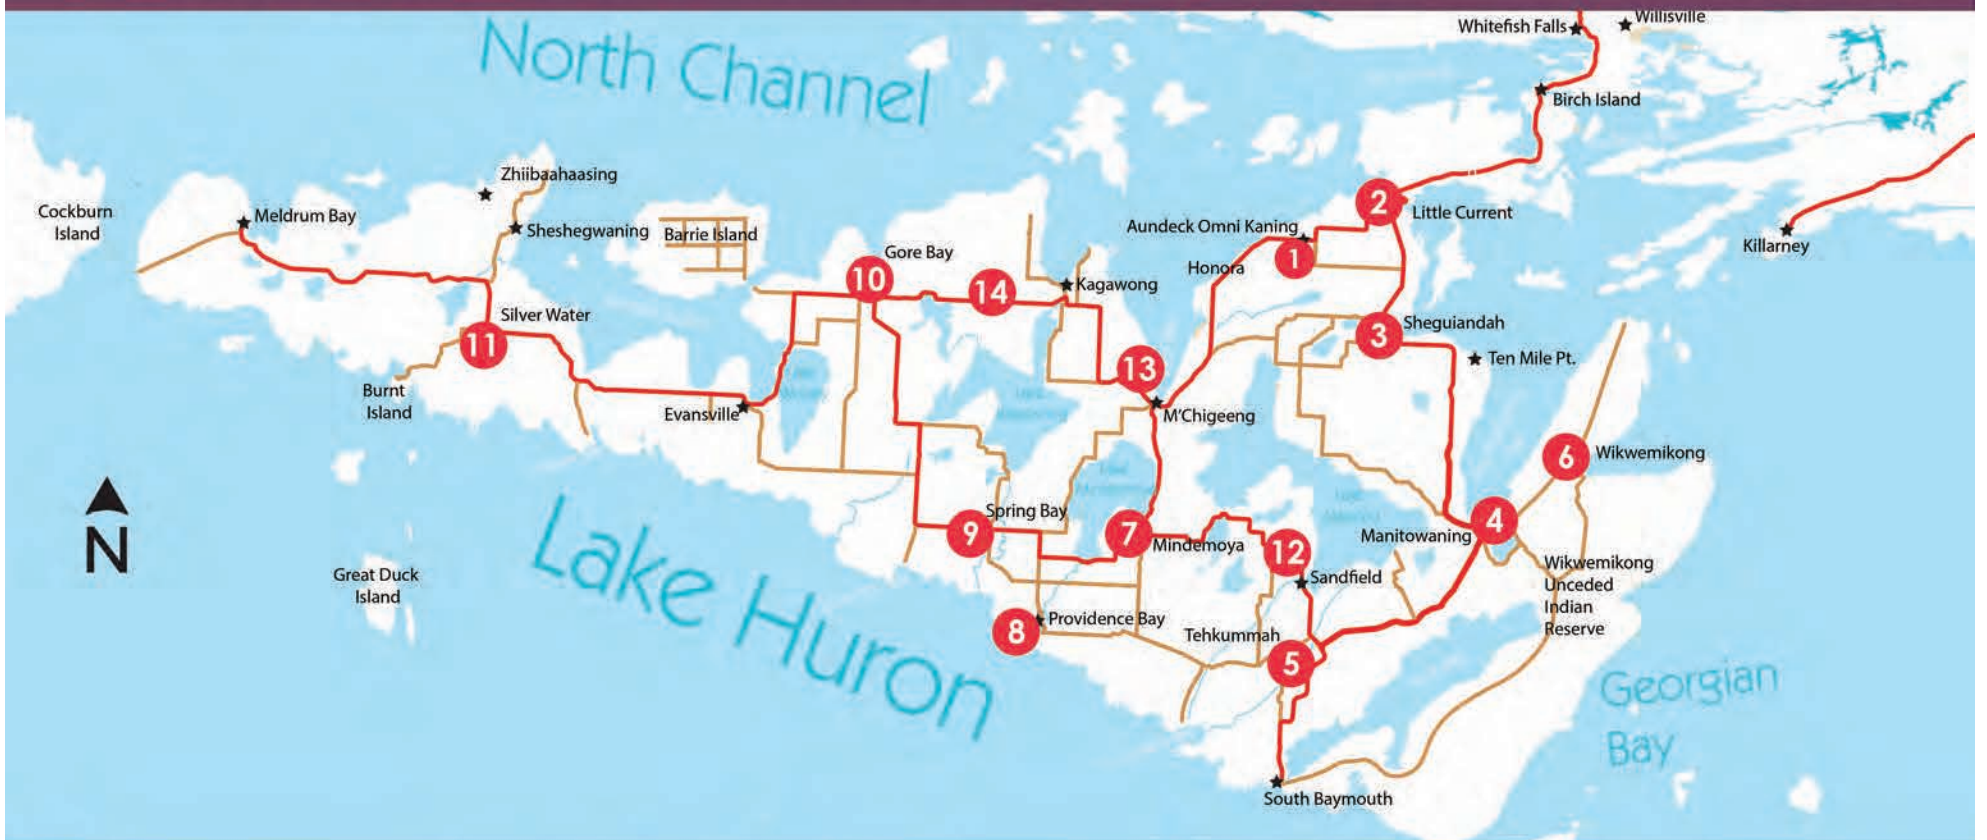 Willisville
Whitefish Falls
North Channel
Birch Island
Zhiibaahaasing
Cockburn
Island
Meldrum Bay
2
Little Current
Sheshegwaning
Barrie Island
Aundeck Omni Kaning
Killarney
Gore Bay
1
10
Honora
14
Kagawong
Silver Water
3
Sheguiandah
11
Ten Mile Pt.
13
Burnt
Island
Evansville
M'Chigeeng
6
Wikwemikong
N
Lake Huron
Spring Bay
9
7
Mindemoya
4
Manitowaning
12
Sandfield
Great Duck
Island
Wikwemikong
Unceded
Indian
Reserve
8
Providence Bay
Tehkummah
5
Georgian
Bay
South Baymouth